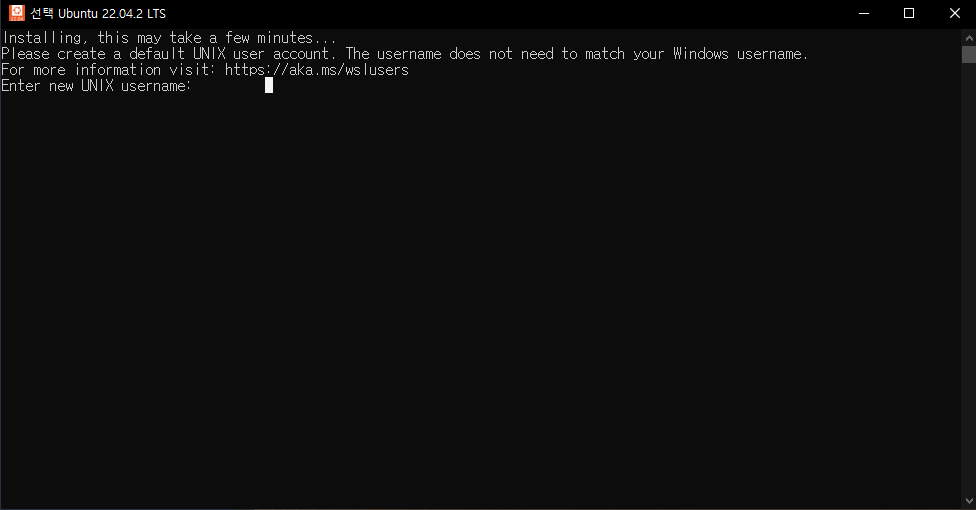 선택 Ubuntu 22.04.2 LTS
Installing, this may take a few minutes...
Please create a default UNIX user account. The username does not need to match your Windows username.
For more information visit: https://aka.ms/wslusers
Enter new UNIX username: